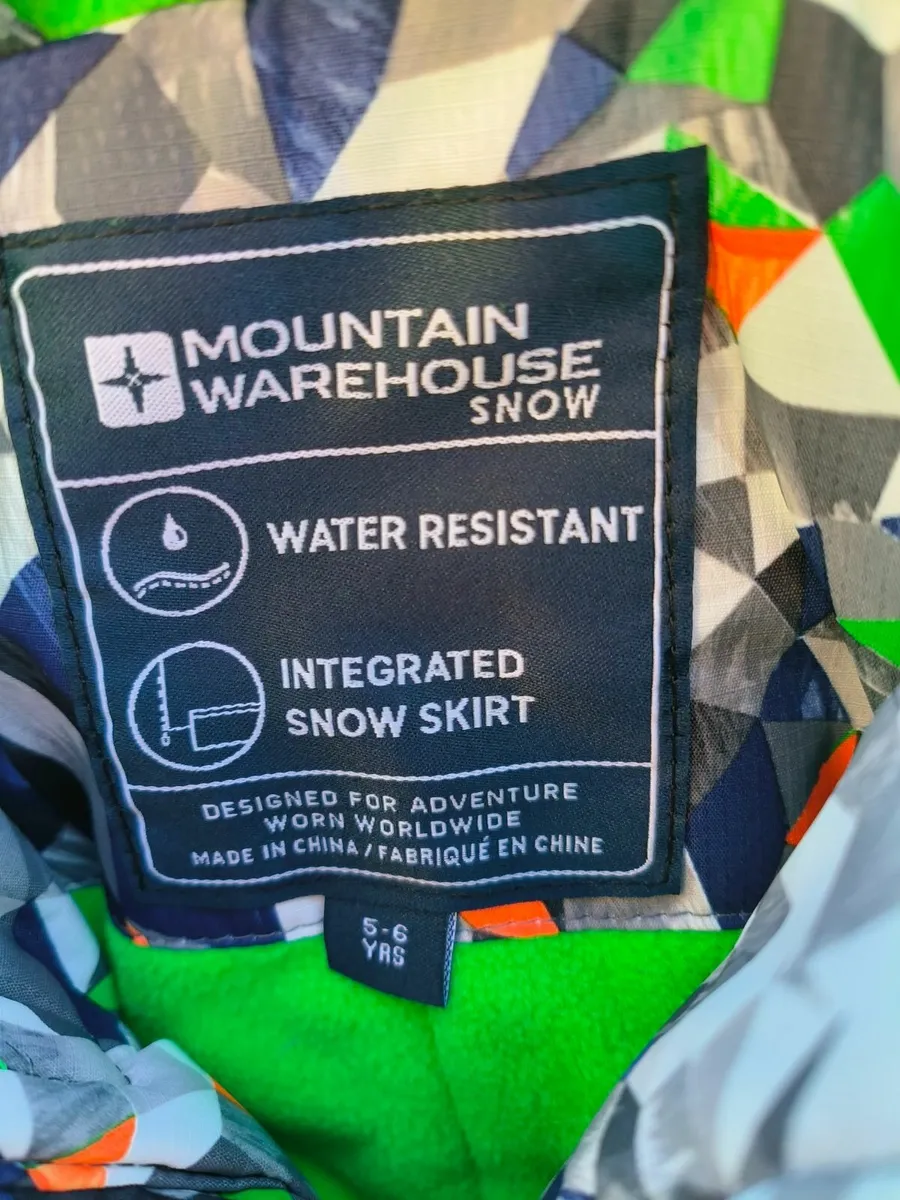 MOUNTAIN
WAREHOUSE
SNOW
WATER RESISTANT
INTEGRATED
SNOW SKIRT
DESIGNED FOR ADVENTURE
WORN WORLDWIDE
MADE IN CHINA / FABRIQUÉ EN CHINE
5-6
YRS